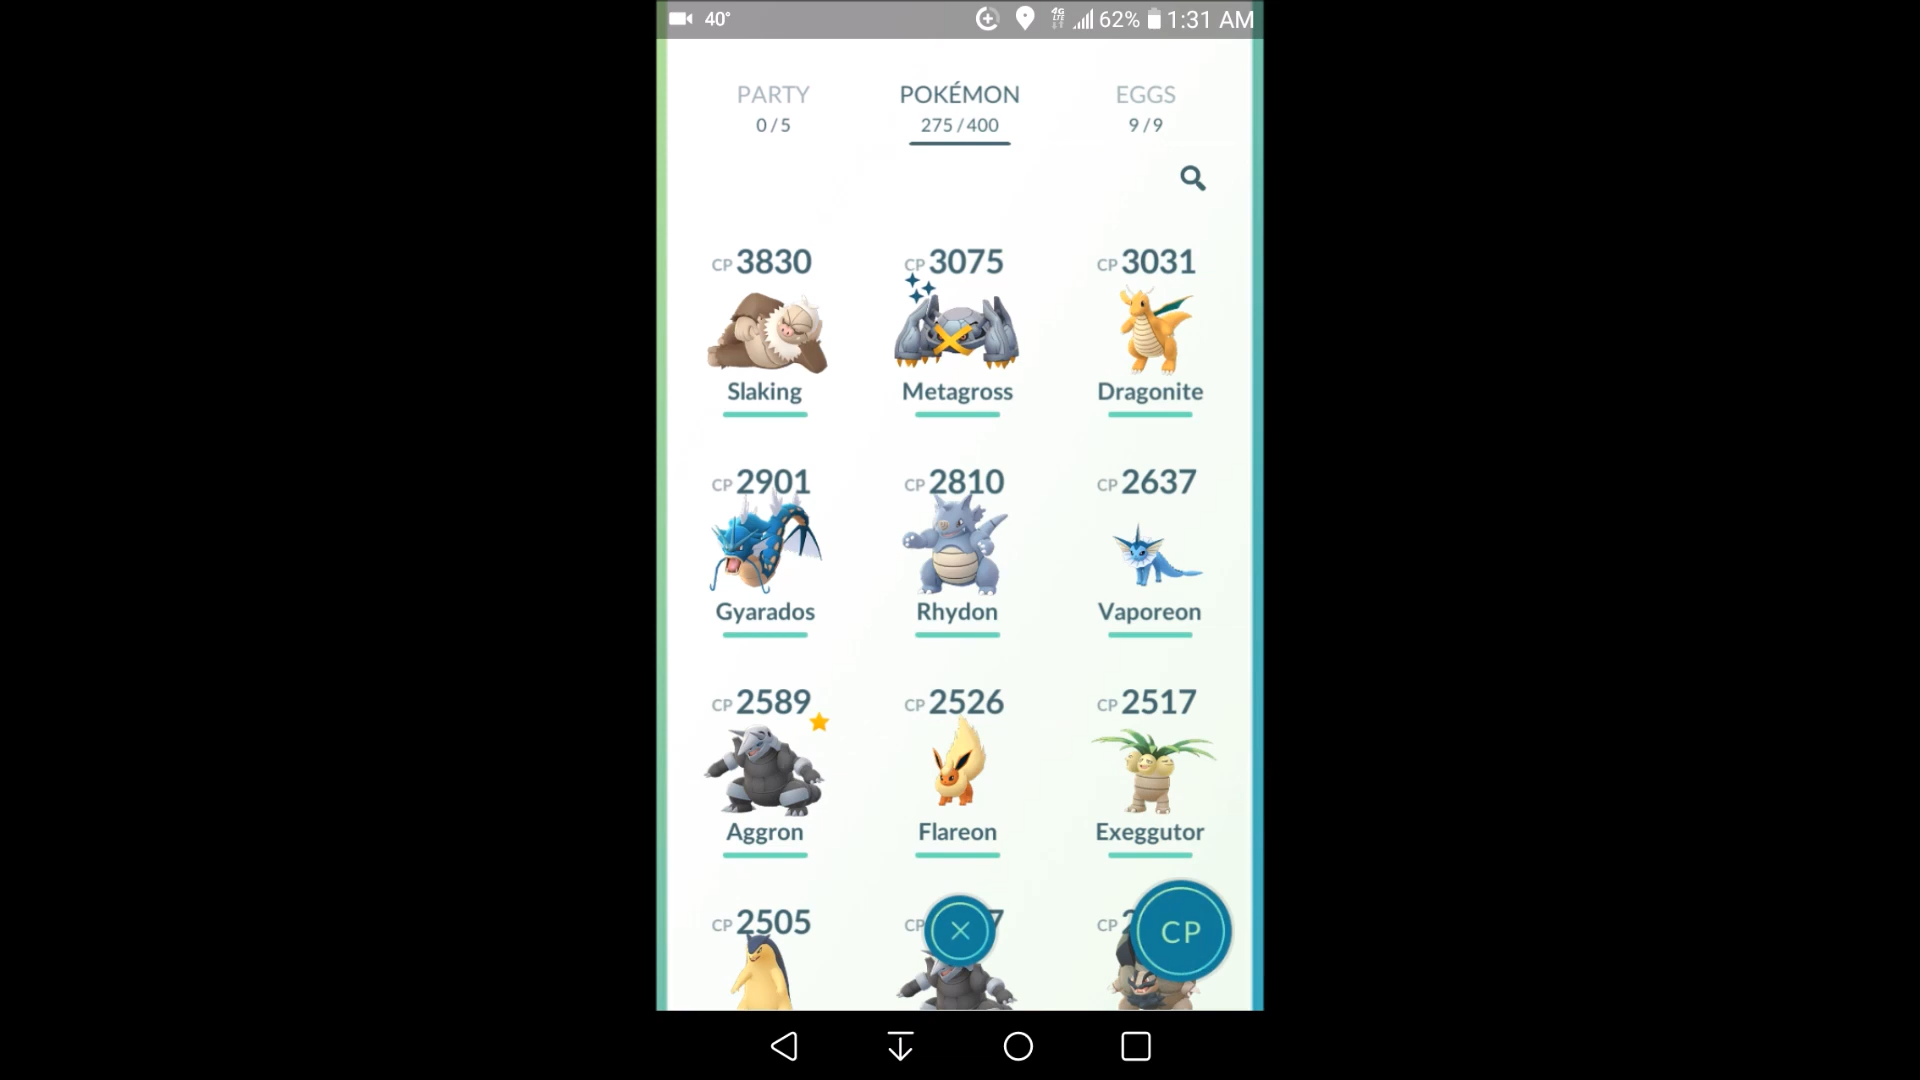 40° 4G LTE 62% 1:31 AM
PARTY POKÉMON EGGS
0/5 275/400 9/9
CP 3830 CP 3075 CP 3031
Slaking Metagross Dragonite
CP 2901 CP 2810 CP 2637
Gyarados Rhydon Vaporeon
CP 2589 CP 2526 CP 2517
Aggron Flareon Exeggutor
CP 2505 CP CP
CP